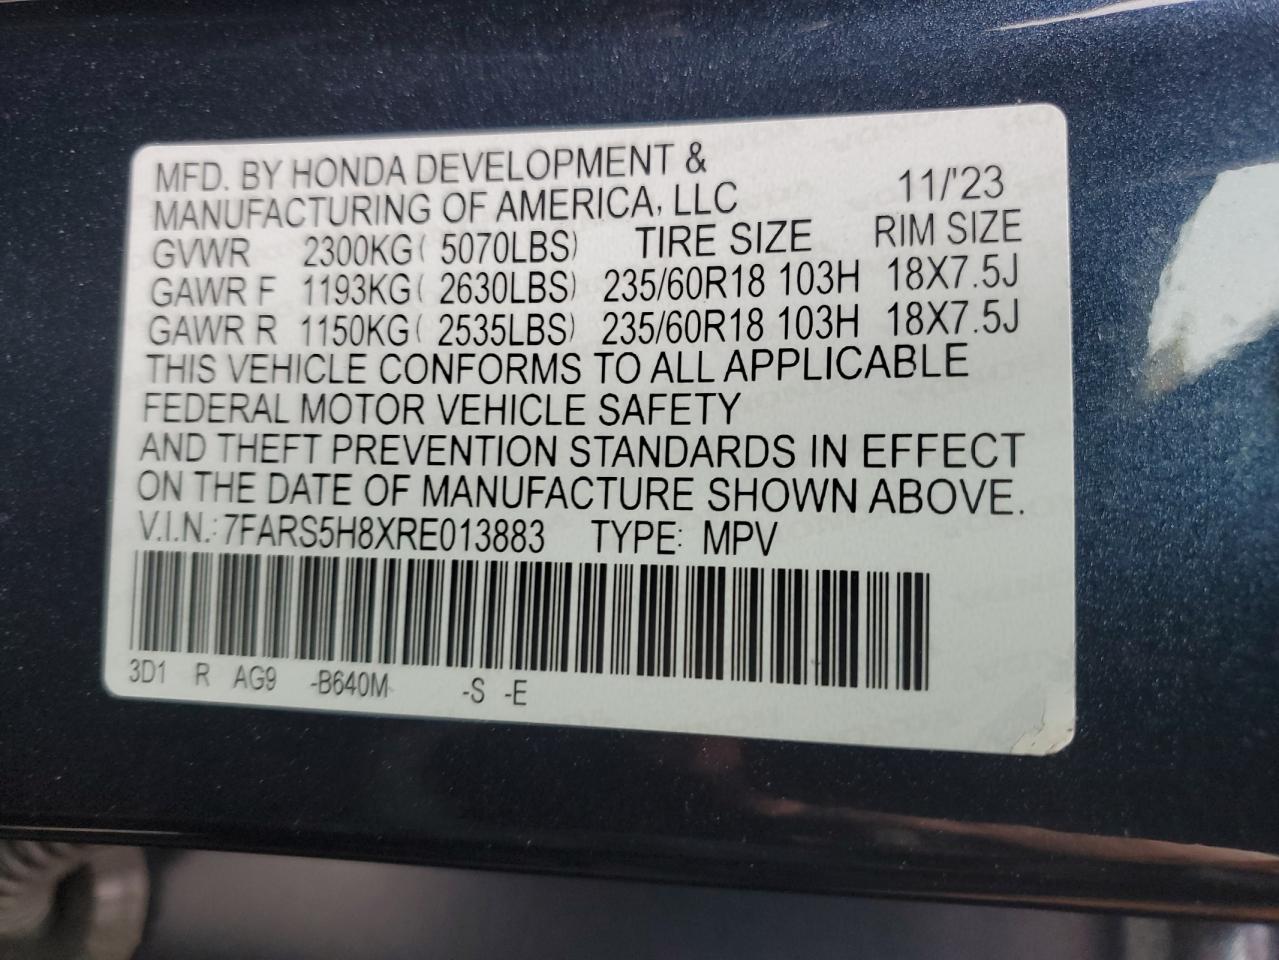 MFD. BY HONDA DEVELOPMENT &
MANUFACTURING OF AMERICA, LLC 11/'23
GVWR 2300KG( 5070LBS) TIRE SIZE RIM SIZE
GAWR F 1193KG( 2630LBS) 235/60R18 103H 18X7.5J
GAWR R 1150KG( 2535LBS) 235/60R18 103H 18X7.5J
THIS VEHICLE CONFORMS TO ALL APPLICABLE
FEDERAL MOTOR VEHICLE SAFETY
AND THEFT PREVENTION STANDARDS IN EFFECT
ON THE DATE OF MANUFACTURE SHOWN ABOVE.
V.I.N.: 7FARS5H8XRE013883 TYPE: MPV
3D1 R AG9 -B640M -S -E